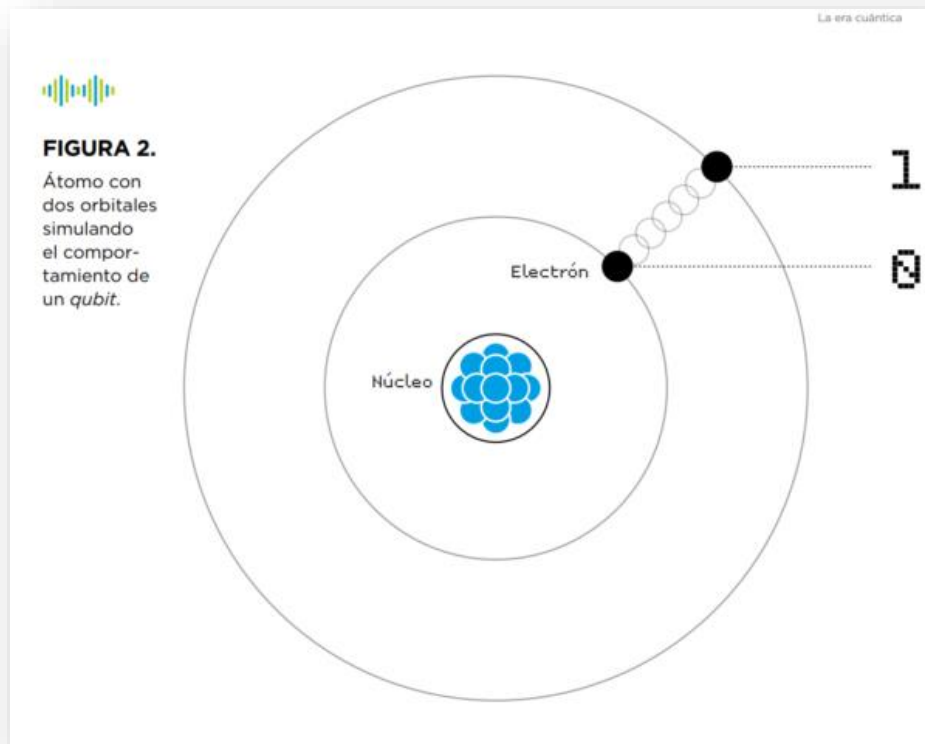 La era cuántica
FIGURA 2.
Átomo con
dos orbitales
simulando
el compor-
tamiento de
un qubit.
1
Electrón
0
Núcleo